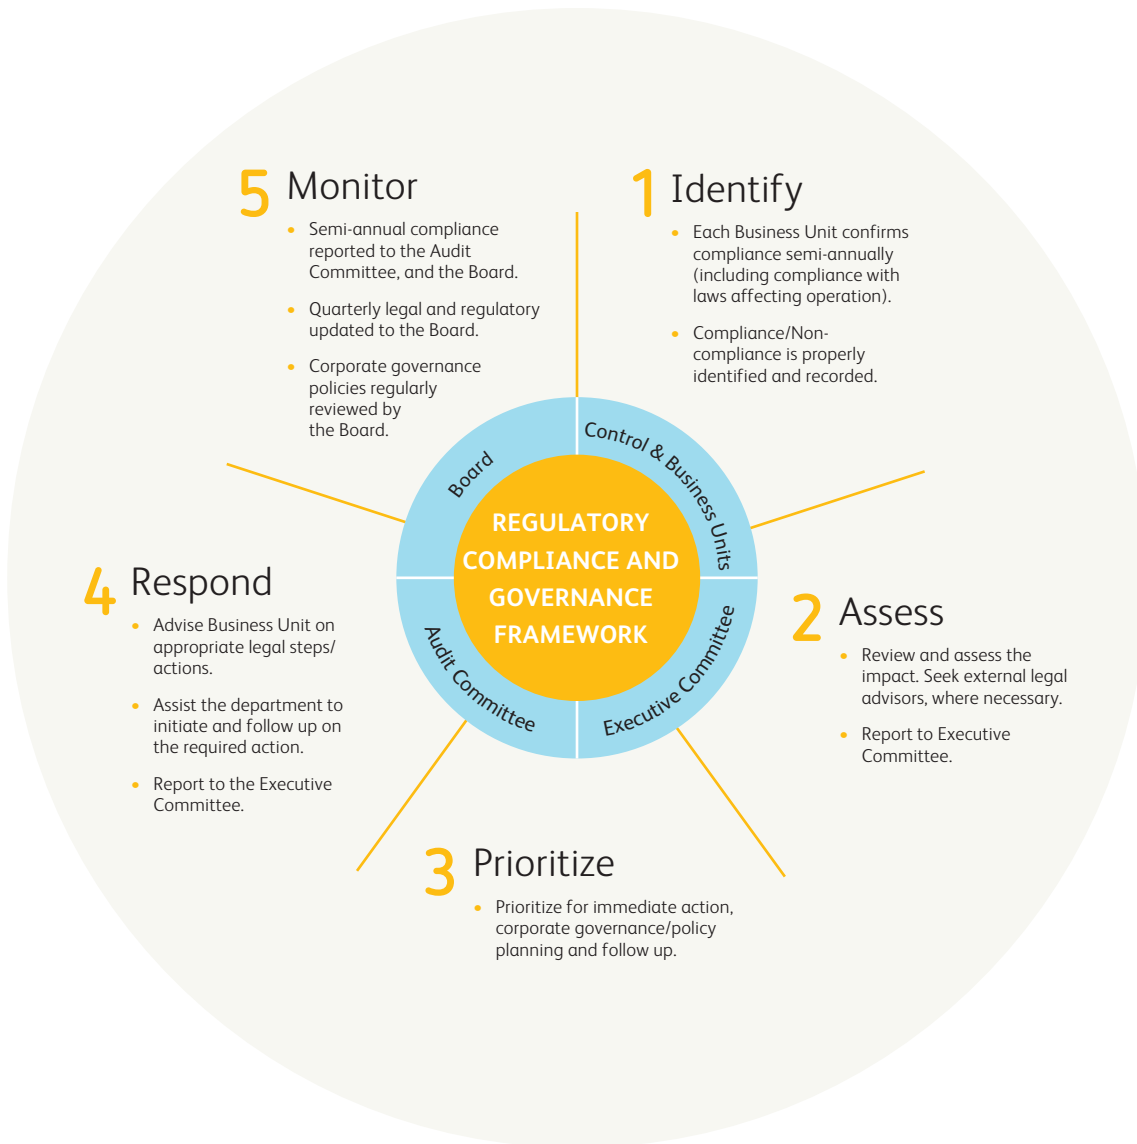 5 Monitor
Semi-annual compliance
reported to the Audit
Committee, and the Board.
Quarterly legal and regulatory
updated to the Board.
Corporate governance
policies regularly
reviewed by
the Board.
1 Identify
Each Business Unit confirms
compliance semi-annually
(including compliance with
laws affecting operation).
Compliance/Non-
compliance is properly
identified and recorded.
Board
Control & Business Units
REGULATORY
COMPLIANCE AND
GOVERNANCE
FRAMEWORK
Audit Committee
Executive Committee
4 Respond
Advise Business Unit on
appropriate legal steps/
actions.
Assist the department to
initiate and follow up on
the required action.
Report to the Executive
Committee.
2 Assess
Review and assess the
impact. Seek external legal
advisors, where necessary.
Report to Executive
Committee.
3 Prioritize
Prioritize for immediate action,
corporate governance/policy
planning and follow up.